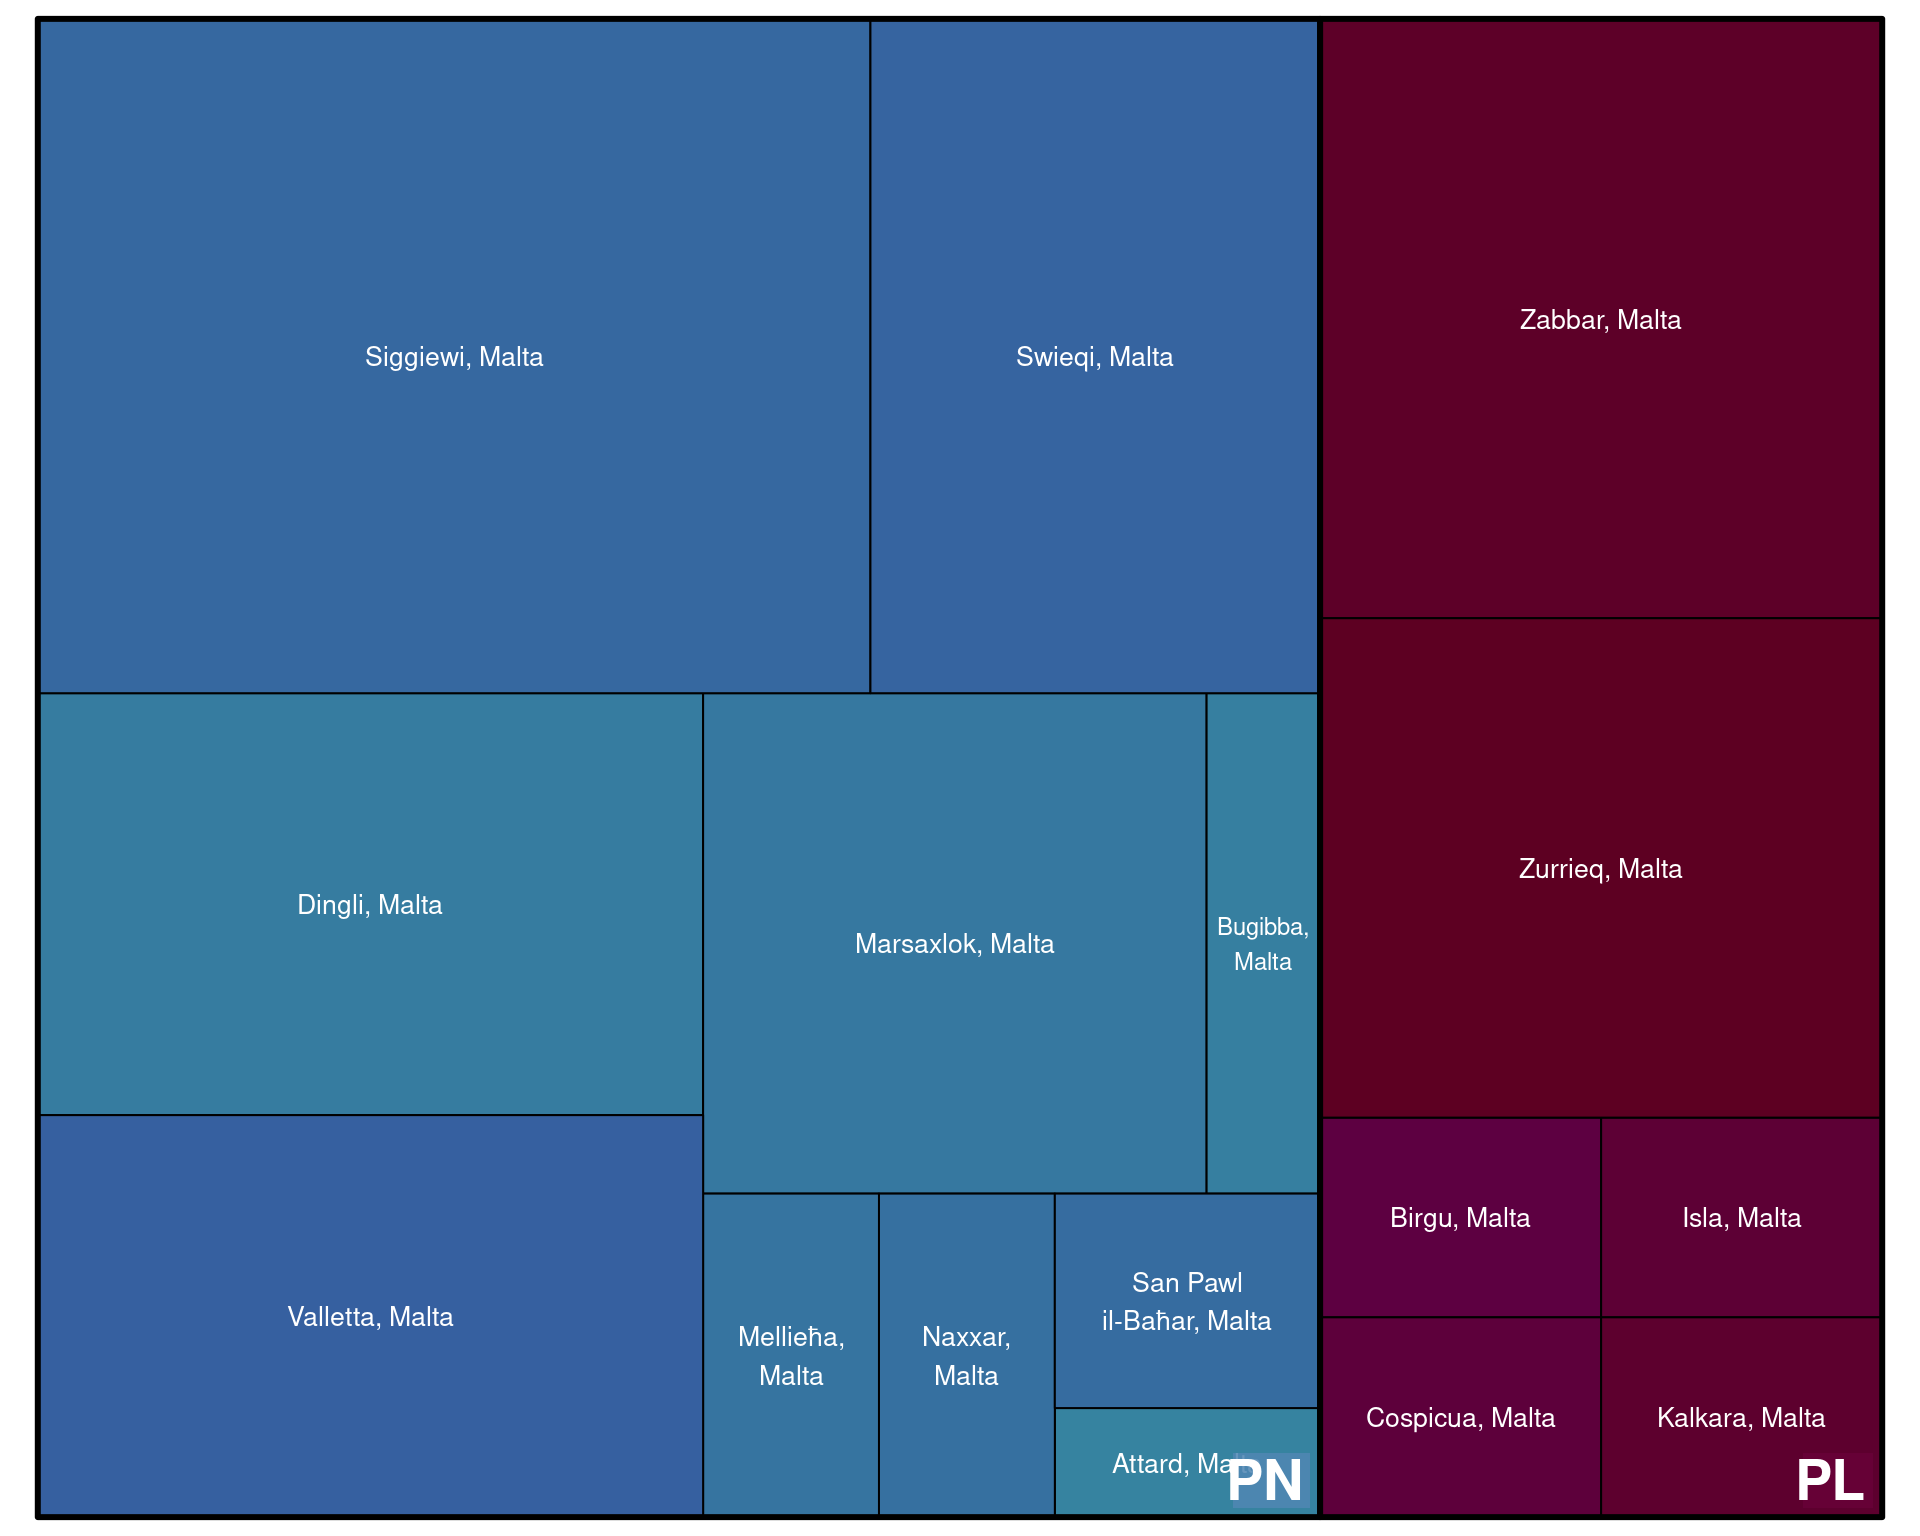 Siggiewi, Malta
Swieqi, Malta
Zabbar, Malta
Zurrieq, Malta
Dingli, Malta
Marsaxlok, Malta
Bugibba,
Malta
Valletta, Malta
Mellieħa,
Malta
Naxxar,
Malta
San Pawl
il-Baħar, Malta
Attard, Malta
PN
Birgu, Malta
Isla, Malta
Cospicua, Malta
Kalkara, Malta
PL